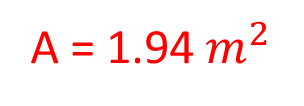 A = 1.94 m²